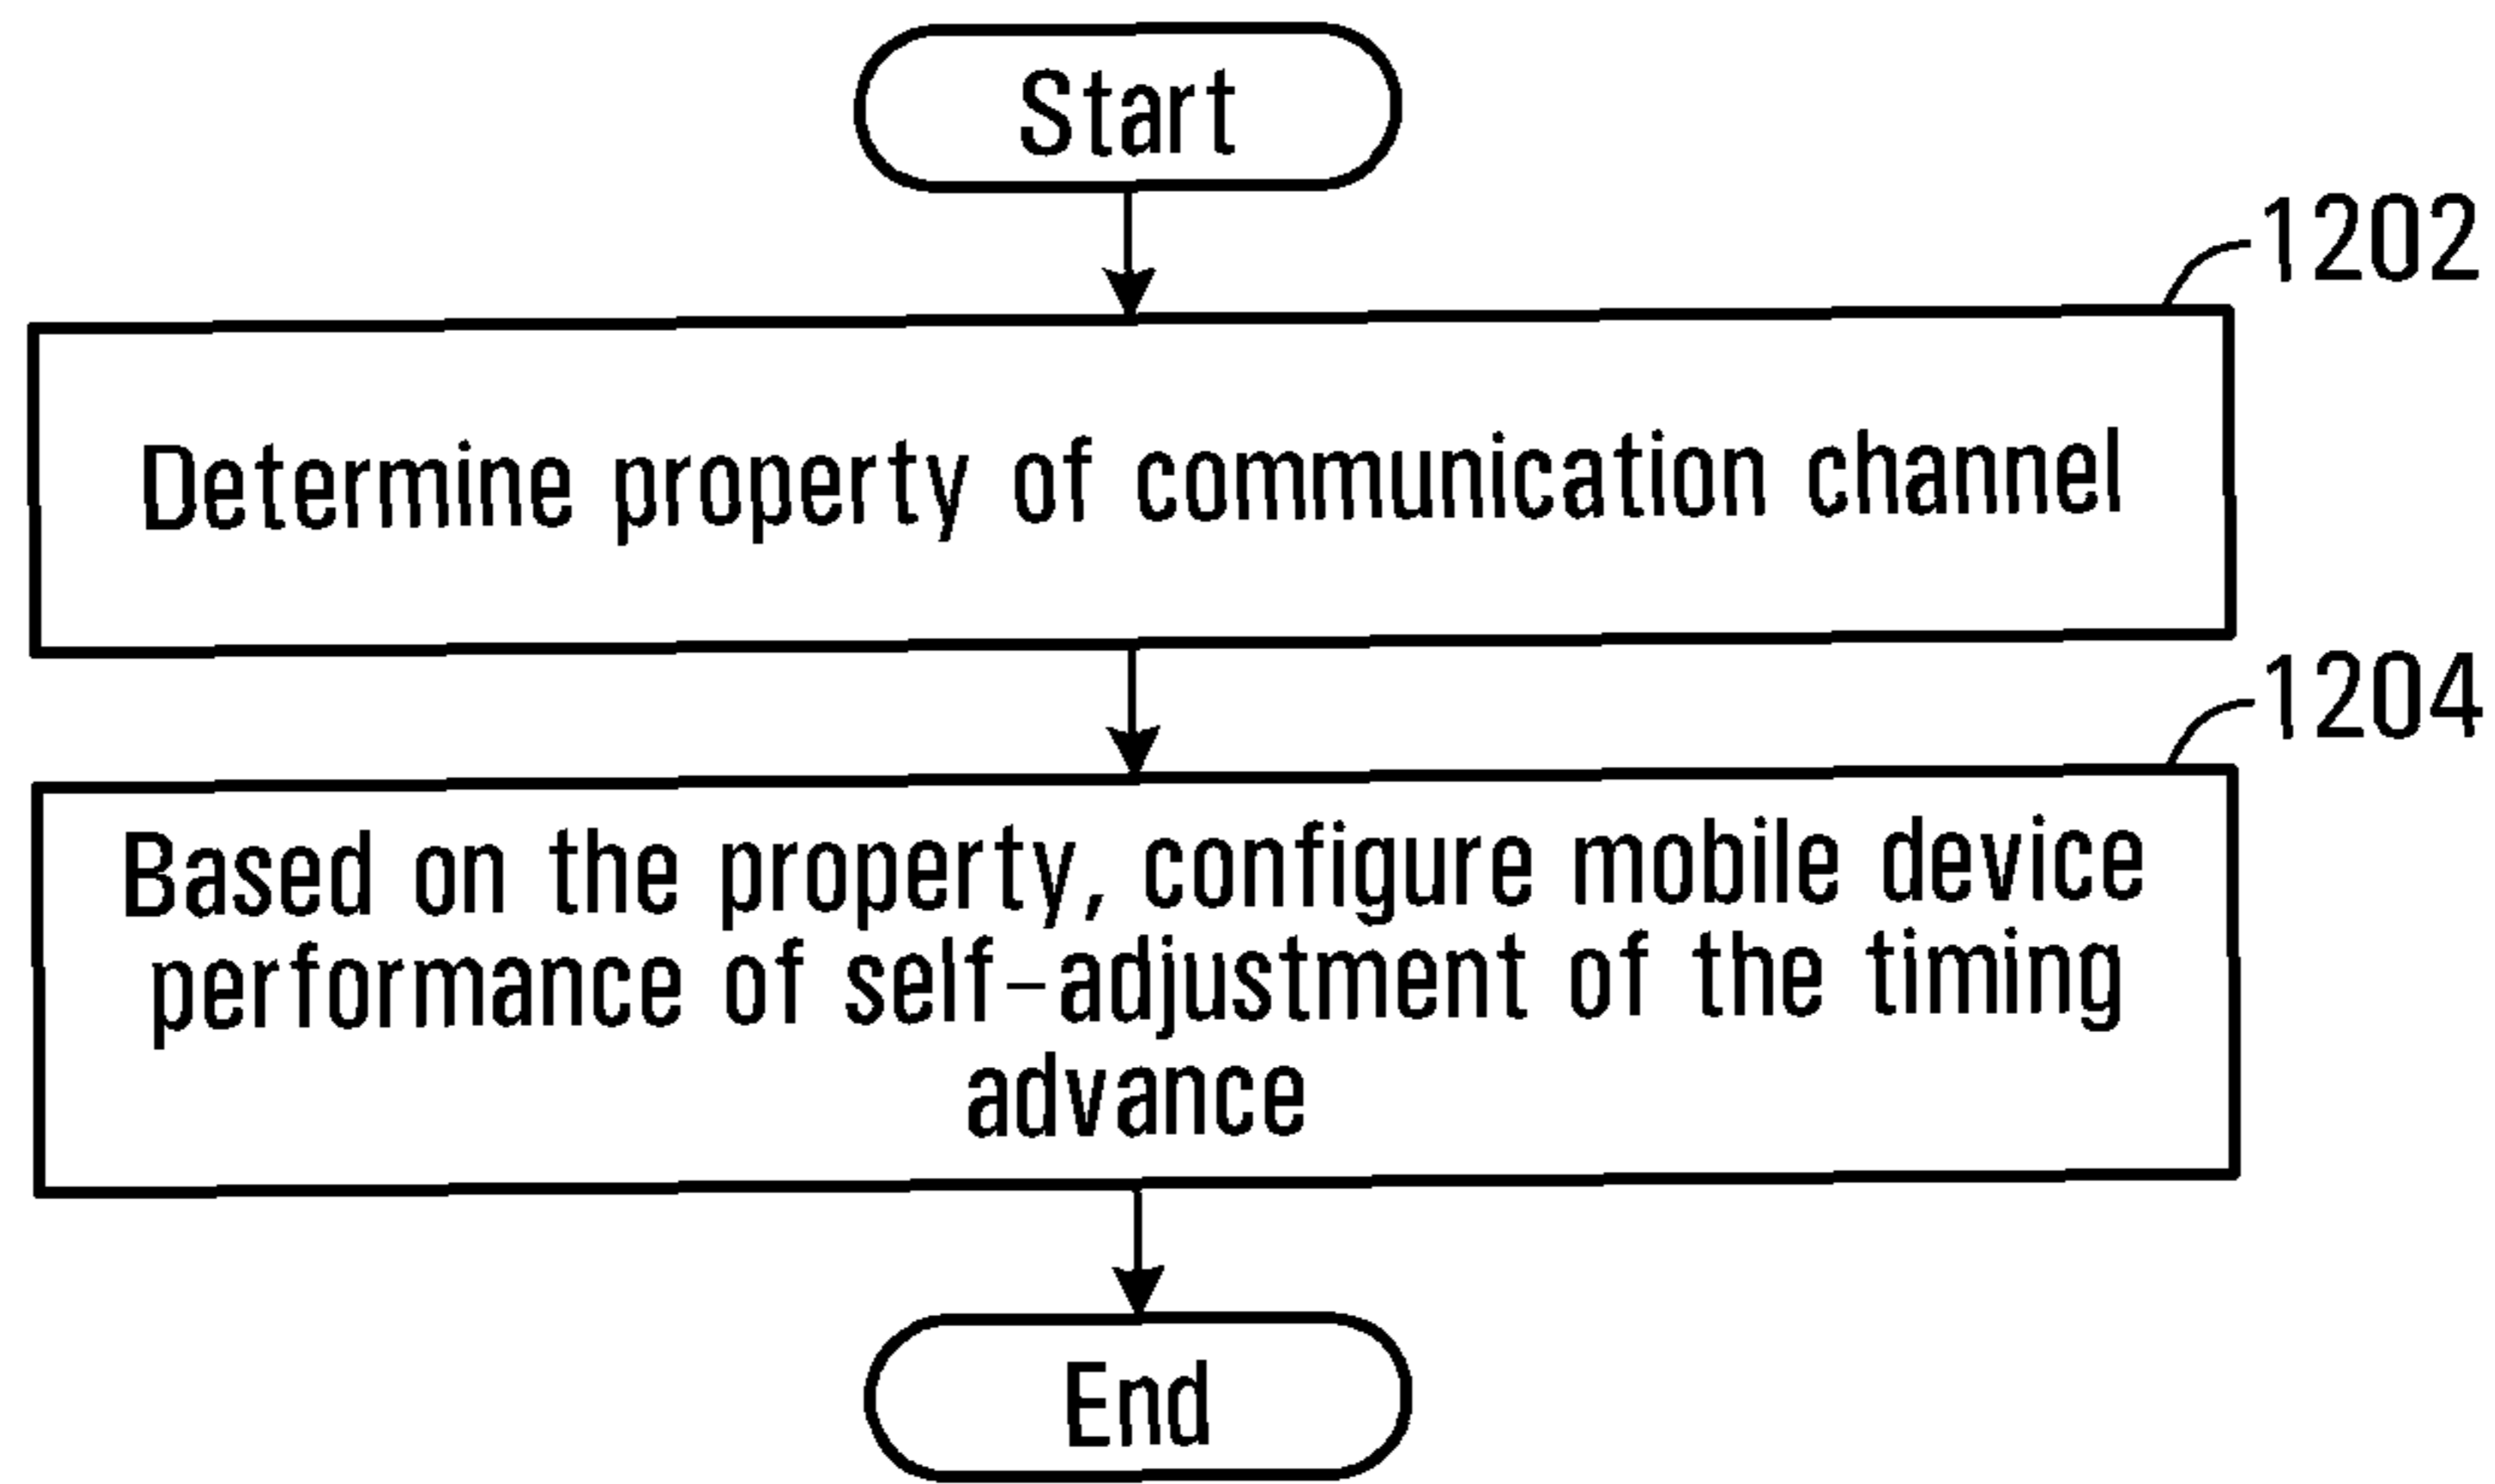 Start
1202
Determine property of communication channel
1204
Based on the property, configure mobile device
performance of self-adjustment of the timing
advance
End